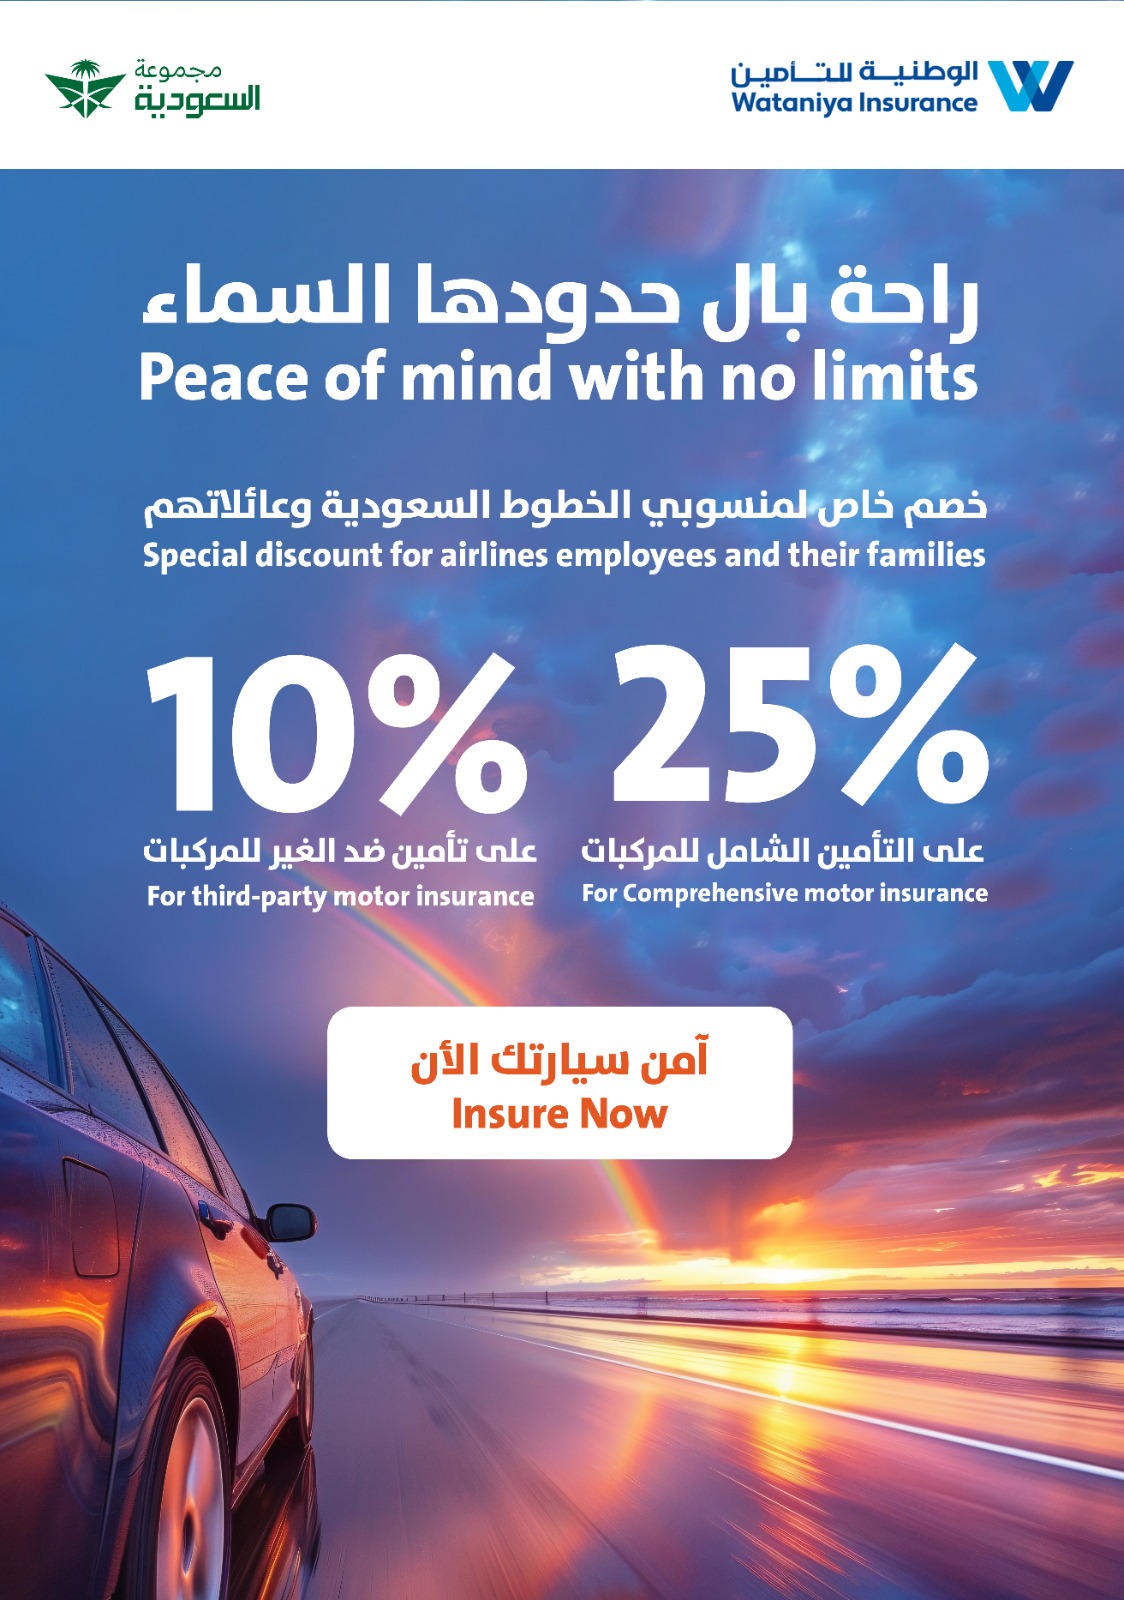 مجموعة
السعودية
الوطنية للتأمين
Wataniya Insurance
راحة بال حدودها السماء
Peace of mind with no limits
خصم خاص لمنسوبي الخطوط السعودية وعائلاتهم
Special discount for airlines employees and their families
25%
على التأمين الشامل للمركبات
For Comprehensive motor insurance
10%
على تأمين ضد الغير للمركبات
For third-party motor insurance
آمن سيارتك الأن
Insure Now